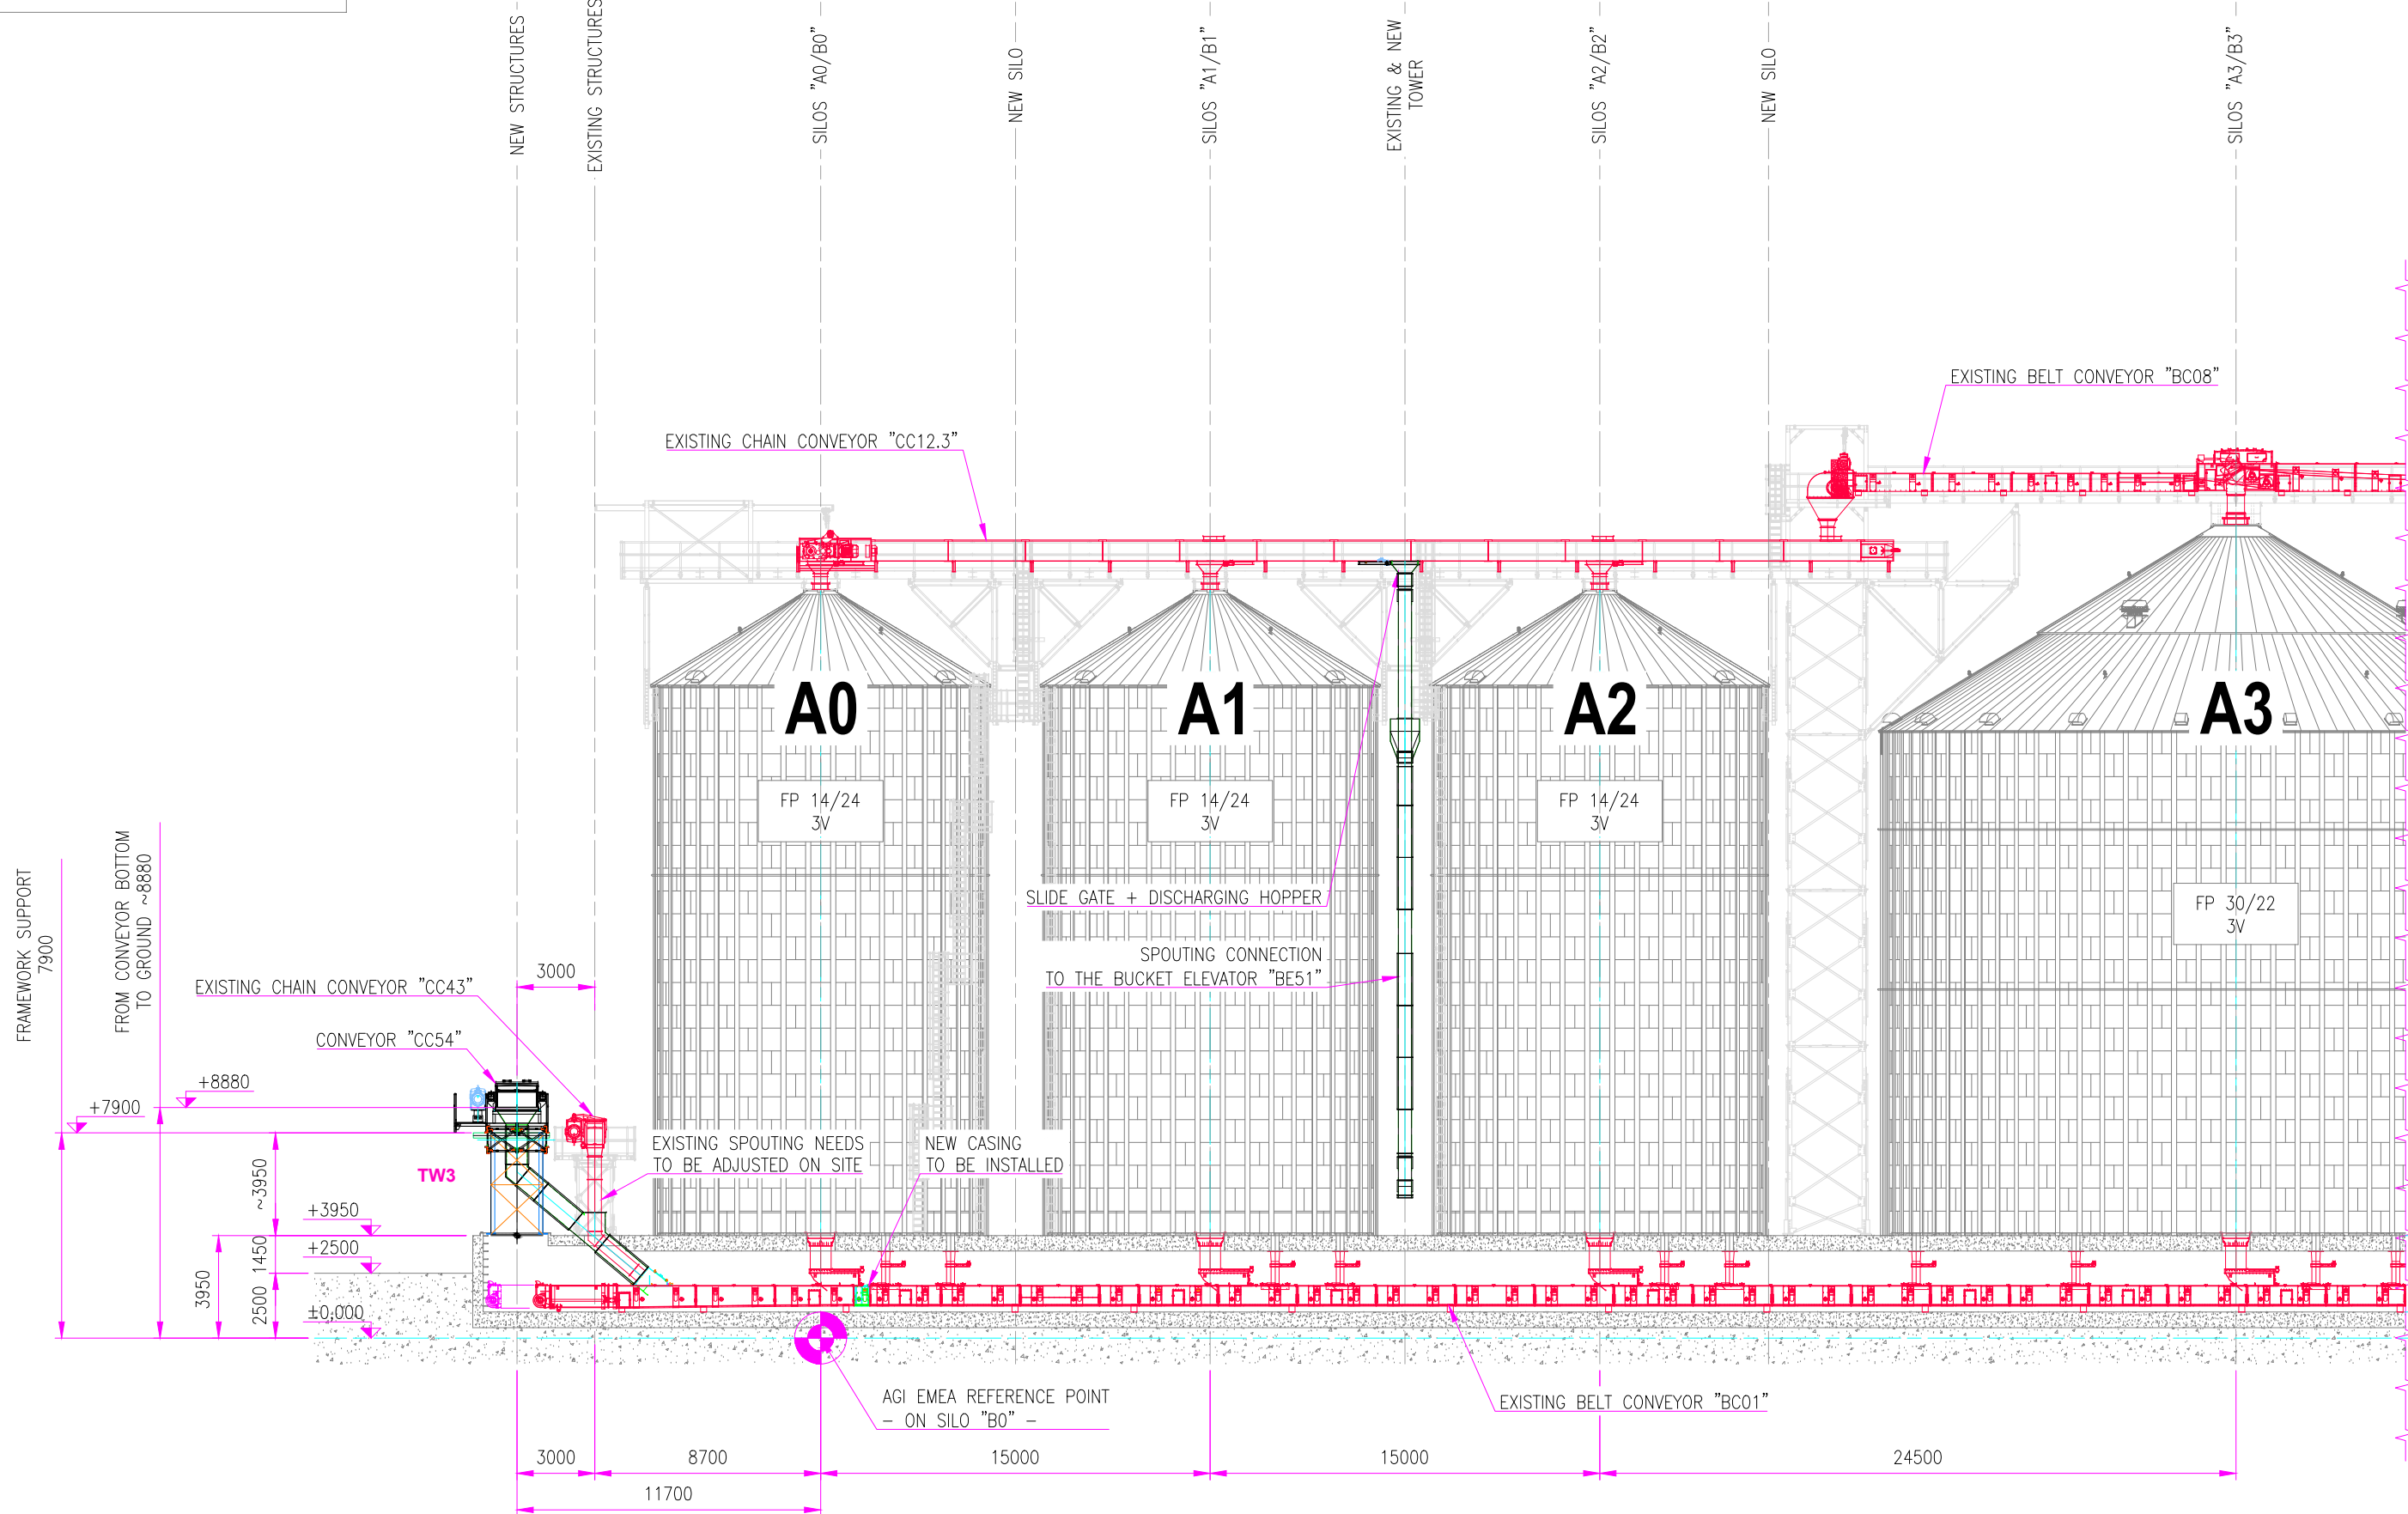 NEW STRUCTURES
EXISTING STRUCTURES
SILOS "A0/B0"
NEW SILO
SILOS "A1/B1"
EXISTING & NEW
TOWER
SILOS "A2/B2"
NEW SILO
SILOS "A3/B3"
EXISTING BELT CONVEYOR "BC08"
EXISTING CHAIN CONVEYOR "CC12.3"
A0
A1
A2
A3
FP 14/24
3V
FP 14/24
3V
FP 14/24
3V
FP 30/22
3V
SLIDE GATE + DISCHARGING HOPPER
SPOUTING CONNECTION
TO THE BUCKET ELEVATOR "BE51"
FRAMEWORK SUPPORT
7900
FROM CONVEYOR BOTTOM
TO GROUND ~8880
3000
EXISTING CHAIN CONVEYOR "CC43"
CONVEYOR "CC54"
+8880
+7900
EXISTING SPOUTING NEEDS
TO BE ADJUSTED ON SITE
NEW CASING
TO BE INSTALLED
TW3
~3950
+3950
+2500
±0,000
3950
1450
2500
AGI EMEA REFERENCE POINT
- ON SILO "B0" -
EXISTING BELT CONVEYOR "BC01"
3000
8700
15000
15000
24500
11700